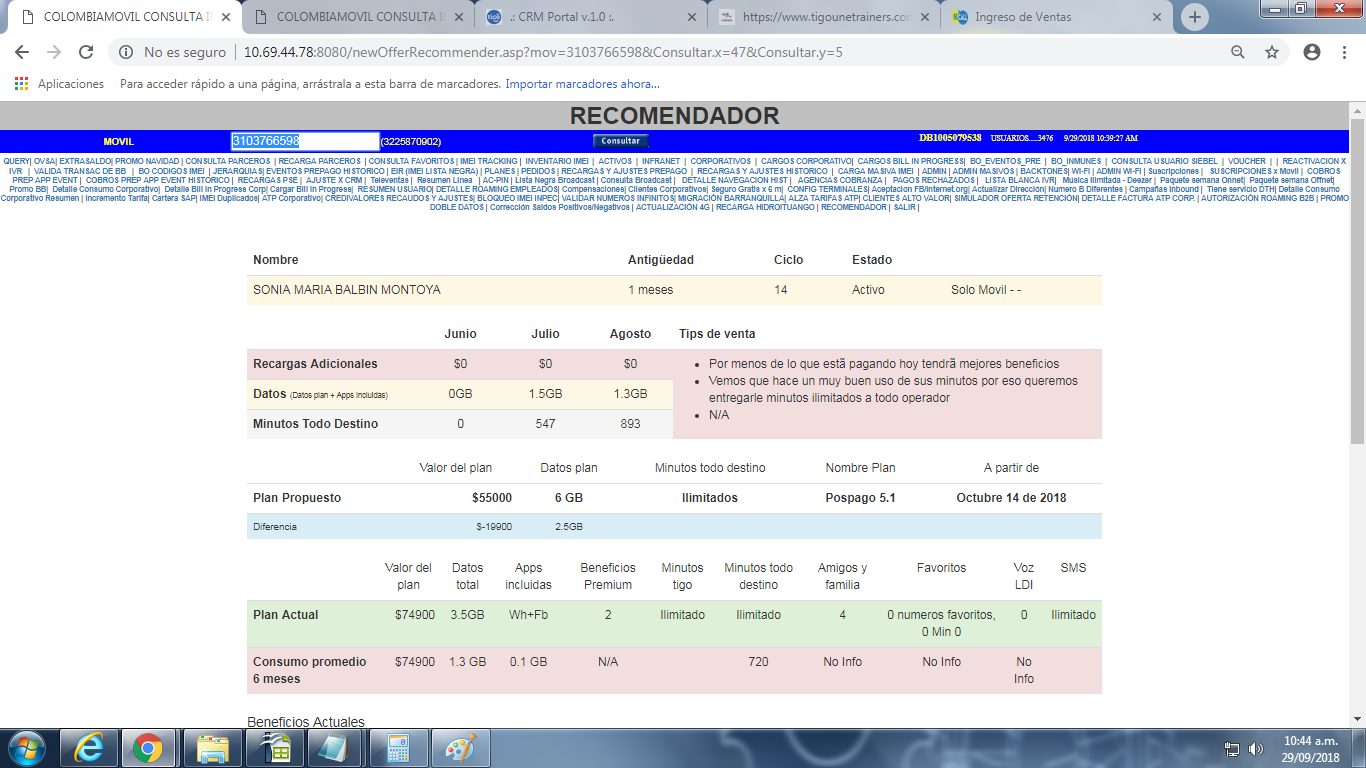 COLOMBIAMOVIL CONSULTA I
COLOMBIAMOVIL CONSULTA I
.: CRM Portal v.1.0 :.
https://www.tigounetrainers.com
Ingreso de Ventas
No es seguro | 10.69.44.78:8080/newOfferRecommender.asp?mov=3103766598&Consultar.x=47&Consultar.y=5
Aplicaciones Para acceder rápido a una página, arrástrala a esta barra de marcadores. Importar marcadores ahora...
RECOMENDADOR
MOVIL 3103766598 (3225870902) Consultar DB1005079538 USUARIOS....3476 9/29/2018 10:39:27 AM
QUERY| OVSA| EXTRASALDO| PROMO NAVIDAD | CONSULTA PARCEROS | RECARGA PARCEROS | CONSULTA FAVORITOS | IMEI TRACKING | INVENTARIO IMEI | ACTIVOS | INFRANET | CORPORATIVOS | CARGOS CORPORATIVO| CARGOS BILL IN PROGRESS| BO_EVENTOS_PRE | BO_INMUNES | CONSULTA USUARIO SIEBEL | VOUCHER | | REACTIVACION X
IVR | VALIDA TRANSAC DE BB | BO CODIGOS IMEI | JERARQUIAS| EVENTOS PREPAGO HISTORICO | EIR (IMEI LISTA NEGRA) | PLANES | PEDIDOS | RECARGAS Y AJUSTES PREPAGO | RECARGAS Y AJUSTES HISTORICO | CARGA MASIVA IMEI | ADMIN | ADMIN MASIVOS | BACKTONES| WI-FI | ADMIN WI-FI | Suscripciones | SUSCRIPCIONES x Movil | COBROS
PREP APP EVENT | COBROS PREP APP EVENT HISTORICO | RECARGAS PSE | AJUSTE X CRM | Televentas | Resumen Linea | AC-PIN | Lista Negra Broadcast | Consulta Broadcast | DETALLE NAVEGACION HIST | AGENCIAS COBRANZA | PAGOS RECHAZADOS | LISTA BLANCA IVR| Música Ilimitada - Deezer | Paquete semana Onnet| Paquete semana Offnet|
Promo BB| Detalle Consumo Corporativo| Detalle Bill In Progress Corp| Cargar Bill In Progress| RESUMEN USUARIO| DETALLE ROAMING EMPLEADOS| Compensaciones| Clientes Corporativos| Seguro Gratis x 6 m| CONFIG TERMINALES| Aceptacion FB/Internet.org| Actualizar Dirección| Numero B Diferentes | Campañas Inbound | Tiene servicio DTH| Detalle Consumo
Corporativo Resumen | Incremento Tarifa| Cartera SAP| IMEI Duplicados| ATP Corporativo| CREDIVALORES RECAUDOS Y AJUSTES| BLOQUEO IMEI INPEC| VALIDAR NUMEROS INFINITOS| MIGRACIÓN BARRANQUILLA| ALZA TARIFAS ATP| CLIENTES ALTO VALOR| SIMULADOR OFERTA RETENCIÓN| DETALLE FACTURA ATP CORP. | AUTORIZACIÓN ROAMING B2B | PROMO
DOBLE DATOS | Corrección Saldos Positivos/Negativos | ACTUALIZACIÓN 4G | RECARGA HIDROITUANGO | RECOMENDADOR | SALIR |
Nombre Antigüedad Ciclo Estado
SONIA MARIA BALBIN MONTOYA 1 meses 14 Activo Solo Movil - -
Junio Julio Agosto Tips de venta
Recargas Adicionales $0 $0 $0
Datos (Datos plan + Apps incluidas) 0GB 1.5GB 1.3GB
Minutos Todo Destino 0 547 893
• Por menos de lo que estã pagando hoy tendrã mejores beneficios
• Vemos que hace un muy buen uso de sus minutos por eso queremos
entregarle minutos ilimitados a todo operador
• N/A
Valor del plan Datos plan Minutos todo destino Nombre Plan A partir de
Plan Propuesto $55000 6 GB Ilimitados Pospago 5.1 Octubre 14 de 2018
Diferencia $-19900 2.5GB
Valor del Datos Apps Beneficios Minutos Minutos todo Amigos y Favoritos Voz SMS
plan total incluidas Premium tigo destino familia LDI
Plan Actual $74900 3.5GB Wh+Fb 2 Ilimitado Ilimitado 4 0 numeros favoritos, 0 Ilimitado
0 Min 0
Consumo promedio $74900 1.3 GB 0.1 GB N/A 720 No Info No Info No
6 meses Info
Beneficios Actuales
10:44 a.m.
29/09/2018